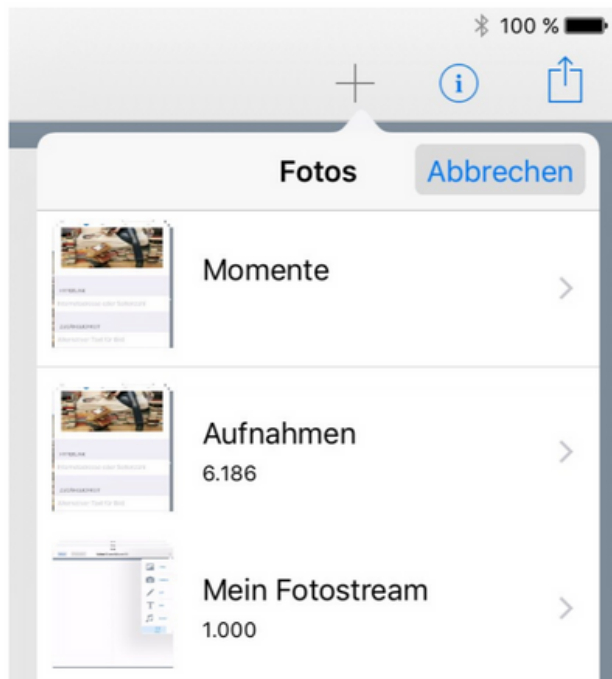 100 %
i
Fotos
Abbrechen
Momente
Aufnahmen
6.186
Mein Fotostream
1.000